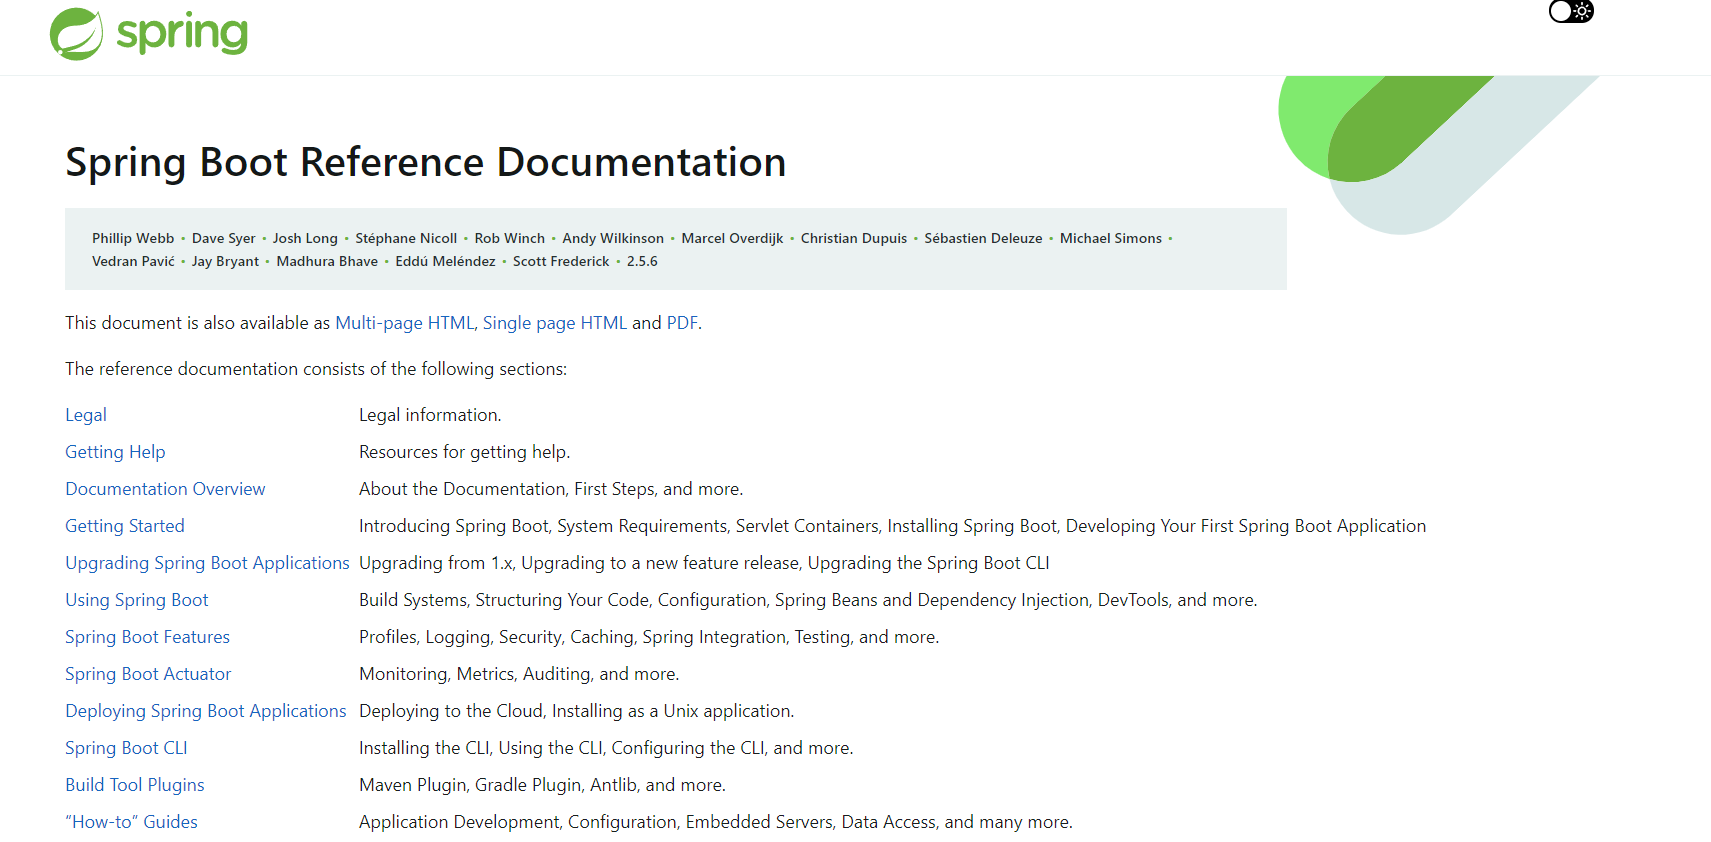 spring
Spring Boot Reference Documentation
Phillip Webb • Dave Syer • Josh Long • Stéphane Nicoll • Rob Winch • Andy Wilkinson • Marcel Overdijk • Christian Dupuis • Sébastien Deleuze • Michael Simons •
Vedran Pavić • Jay Bryant • Madhura Bhave • Eddú Meléndez • Scott Frederick • 2.5.6
This document is also available as Multi-page HTML, Single page HTML and PDF.
The reference documentation consists of the following sections:
Legal Legal information.
Getting Help Resources for getting help.
Documentation Overview About the Documentation, First Steps, and more.
Getting Started Introducing Spring Boot, System Requirements, Servlet Containers, Installing Spring Boot, Developing Your First Spring Boot Application
Upgrading Spring Boot Applications Upgrading from 1.x, Upgrading to a new feature release, Upgrading the Spring Boot CLI
Using Spring Boot Build Systems, Structuring Your Code, Configuration, Spring Beans and Dependency Injection, DevTools, and more.
Spring Boot Features Profiles, Logging, Security, Caching, Spring Integration, Testing, and more.
Spring Boot Actuator Monitoring, Metrics, Auditing, and more.
Deploying Spring Boot Applications Deploying to the Cloud, Installing as a Unix application.
Spring Boot CLI Installing the CLI, Using the CLI, Configuring the CLI, and more.
Build Tool Plugins Maven Plugin, Gradle Plugin, Antlib, and more.
“How-to” Guides Application Development, Configuration, Embedded Servers, Data Access, and many more.